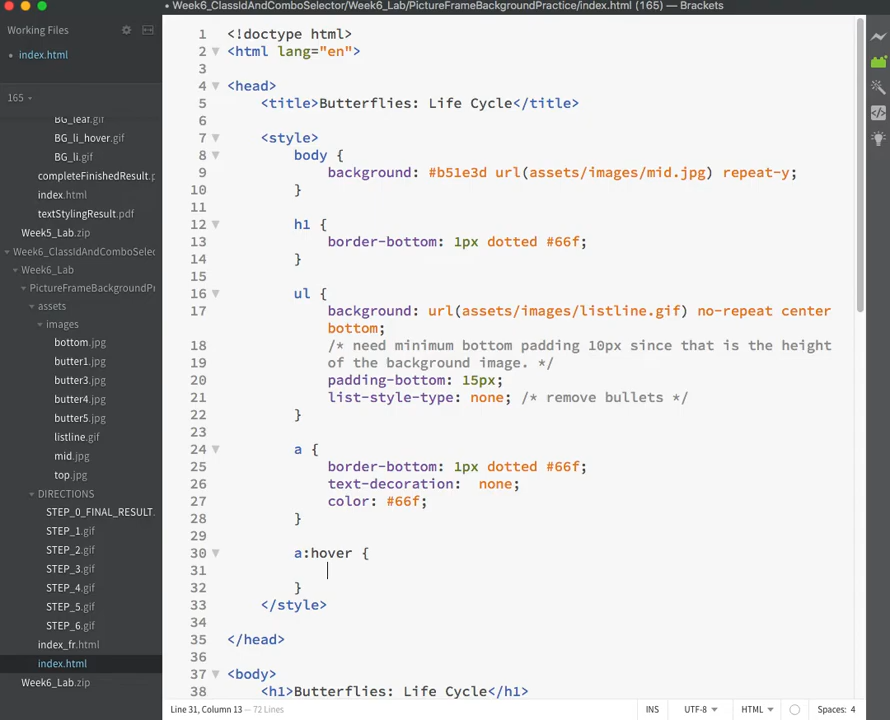 • Week6_ClassIdAndComboSelector/Week6_Lab/PictureFrameBackgroundPractice/index.html (165) — Brackets
Working Files
• index.html
165
BG_leaf.gif
BG_li_hover.gif
BG_li.gif
completeFinishedResult.p
index.html
textStylingResult.pdf
Week5_Lab.zip
Week6_ClassIdAndComboSelec
Week6_Lab
PictureFrameBackgroundPr
assets
images
bottom.jpg
butter1.jpg
butter3.jpg
butter4.jpg
butter5.jpg
listline.gif
mid.jpg
top.jpg
DIRECTIONS
STEP_0_FINAL_RESULT.
STEP_1.gif
STEP_2.gif
STEP_3.gif
STEP_4.gif
STEP_5.gif
STEP_6.gif
index_fr.html
index.html
Week6_Lab.zip
1 <!doctype html>
2 <html lang="en">
3
4 <head>
5 <title>Butterflies: Life Cycle</title>
6
7 <style>
8 body {
9 background: #b51e3d url(assets/images/mid.jpg) repeat-y;
10 }
11
12 h1 {
13 border-bottom: 1px dotted #66f;
14 }
15
16 ul {
17 background: url(assets/images/listline.gif) no-repeat center
bottom;
18 /* need minimum bottom padding 10px since that is the height
19 of the background image. */
20 padding-bottom: 15px;
21 list-style-type: none; /* remove bullets */
22 }
23
24 a {
25 border-bottom: 1px dotted #66f;
26 text-decoration:  none;
27 color: #66f;
28 }
29
30 a:hover {
31
32 }
33 </style>
34
35 </head>
36
37 <body>
38 <h1>Butterflies: Life Cycle</h1>
Line 31, Column 13 — 72 Lines
INS
UTF-8
HTML
Spaces: 4